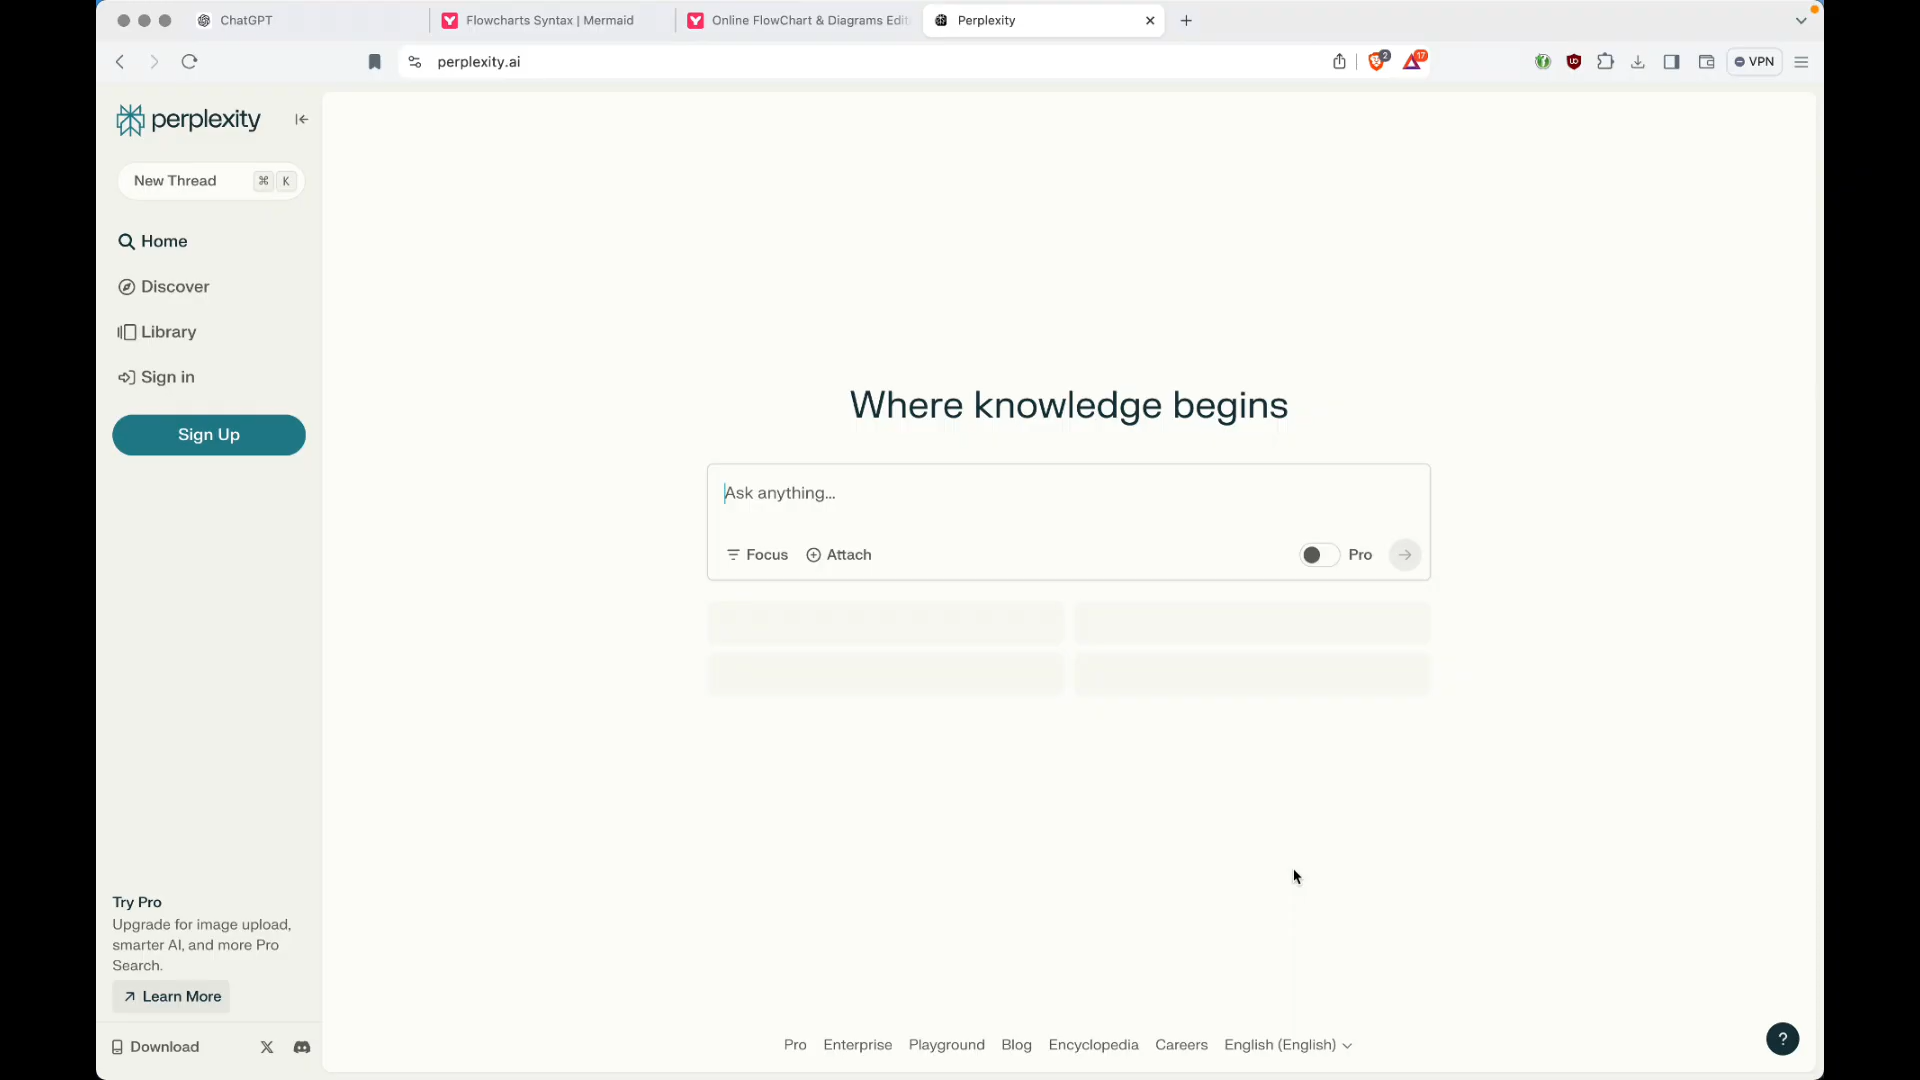 ChatGPT
Flowcharts Syntax | Mermaid
Online FlowChart & Diagrams Edit
Perplexity
perplexity.ai
2
17
VPN
perplexity
New Thread ⌘ K
Home
Discover
Library
Sign in
Sign Up
Where knowledge begins
Ask anything...
Focus
Attach
Pro
Try Pro
Upgrade for image upload,
smarter AI, and more Pro
Search.
Learn More
Download
Pro Enterprise Playground Blog Encyclopedia Careers English (English)
?